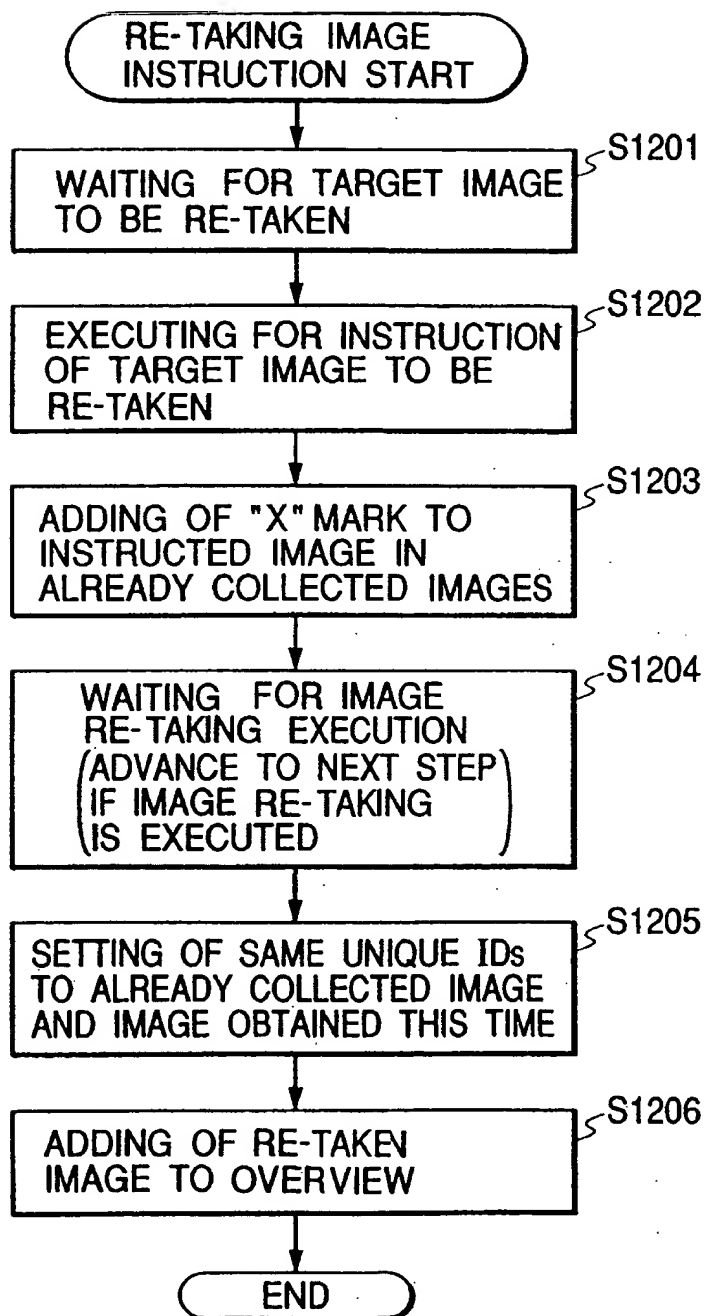 RE-TAKING IMAGE
INSTRUCTION START
S1201
WAITING FOR TARGET IMAGE
TO BE RE-TAKEN
S1202
EXECUTING FOR INSTRUCTION
OF TARGET IMAGE TO BE
RE-TAKEN
S1203
ADDING OF "X" MARK TO
INSTRUCTED IMAGE IN
ALREADY COLLECTED IMAGES
S1204
WAITING FOR IMAGE
RE-TAKING EXECUTION
(ADVANCE TO NEXT STEP
IF IMAGE RE-TAKING
IS EXECUTED)
S1205
SETTING OF SAME UNIQUE IDs
TO ALREADY COLLECTED IMAGE
AND IMAGE OBTAINED THIS TIME
S1206
ADDING OF RE-TAKEN
IMAGE TO OVERVIEW
END